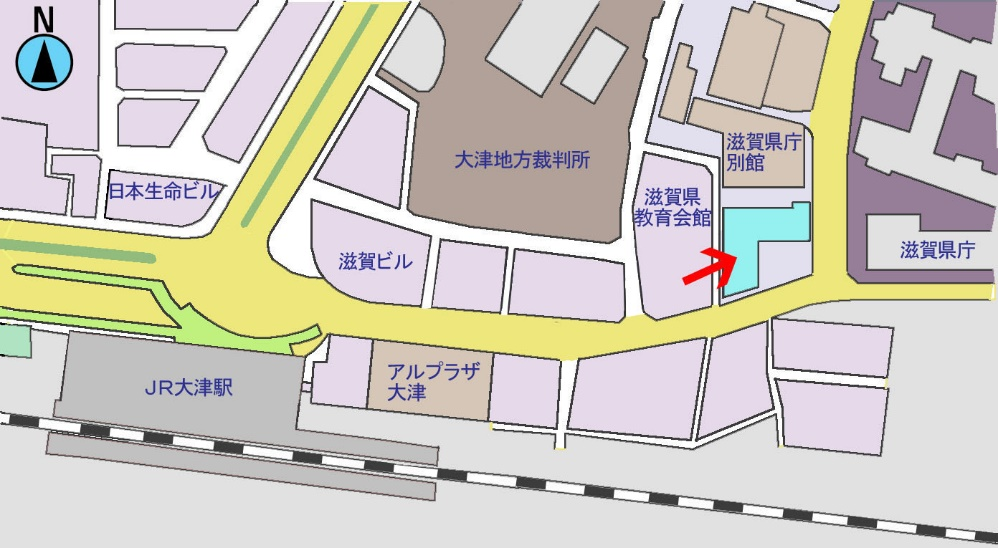 N
大津地方裁判所
滋賀県庁
別館
日本生命ビル
滋賀県
教育会館
滋賀ビル
滋賀県庁
アルプラザ
大津
JR大津駅